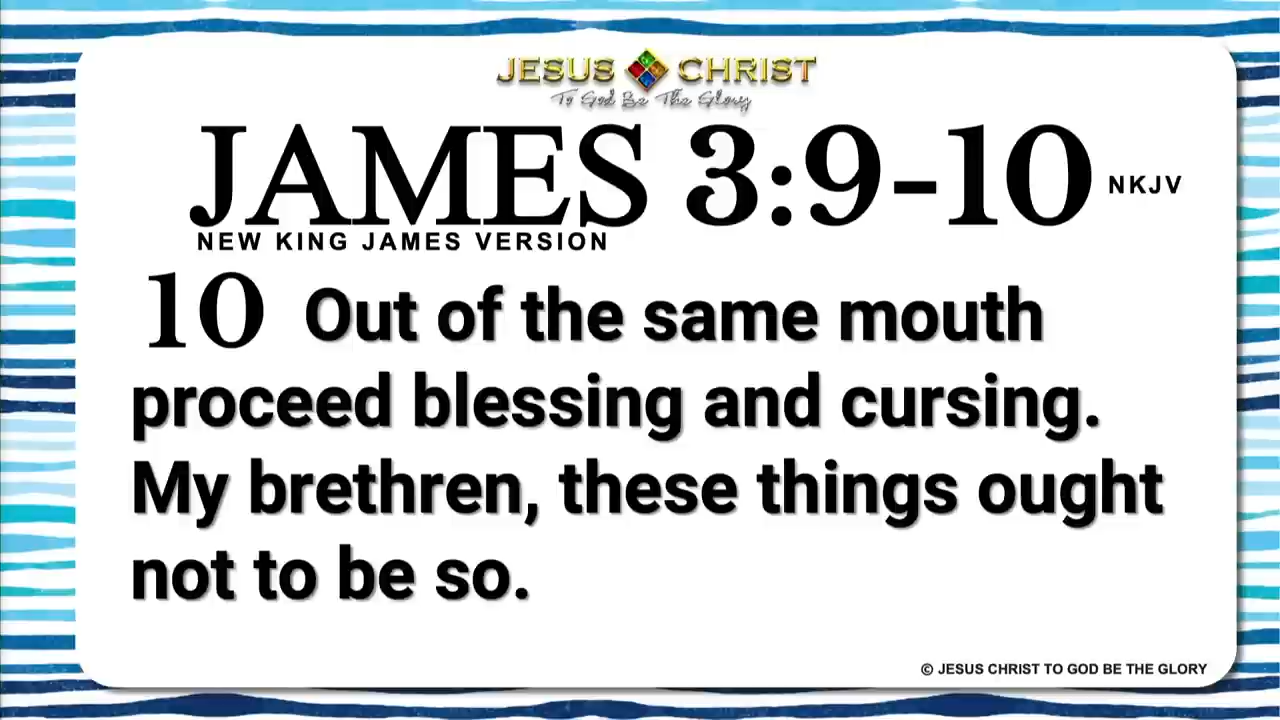 JESUS CHRIST
To God Be The Glory
JAMES 3:9-10 NKJV
NEW KING JAMES VERSION
10 Out of the same mouth
proceed blessing and cursing.
My brethren, these things ought
not to be so.
© JESUS CHRIST TO GOD BE THE GLORY